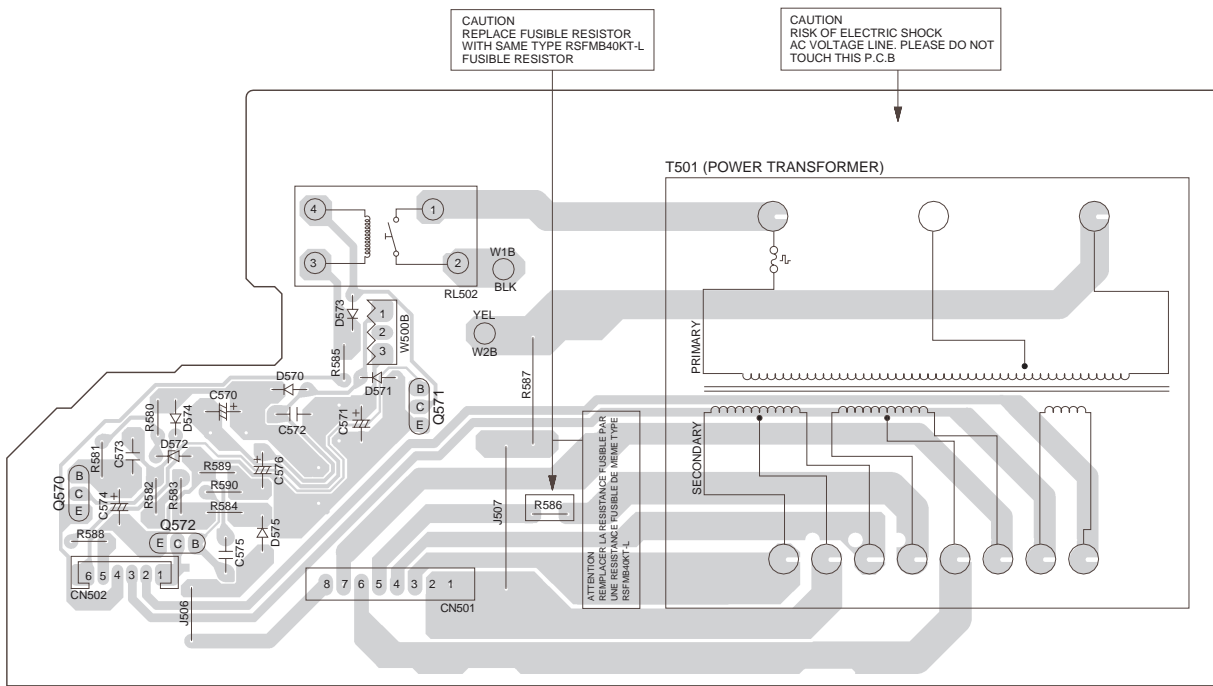 CAUTION
REPLACE FUSIBLE RESISTOR
WITH SAME TYPE RSFMB40KT-L
FUSIBLE RESISTOR
CAUTION
RISK OF ELECTRIC SHOCK
AC VOLTAGE LINE. PLEASE DO NOT
TOUCH THIS P.C.B
T501 (POWER TRANSFORMER)
4
1
3
2
RL502
W1B
BLK
YEL
W2B
D573
1
2
3
W500B
R585
R587
PRIMARY
SECONDARY
D570
D571
B
C
E
Q571
C570
C572
C571
R580
D574
D572
R581
C573
C576
R589
R590
R584
R582
R583
Q570
B
C
E
C574
Q572
E C B
D575
C575
R588
6 5 4 3 2 1
CN502
J506
8 7 6 5 4 3 2 1
CN501
J507
R586
ATTENTION
REMPLACER LA RESISTANCE FUSIBLE PAR
UNE RESISTANCE FUSIBLE DE MEME TYPE
RSFMB40KT-L